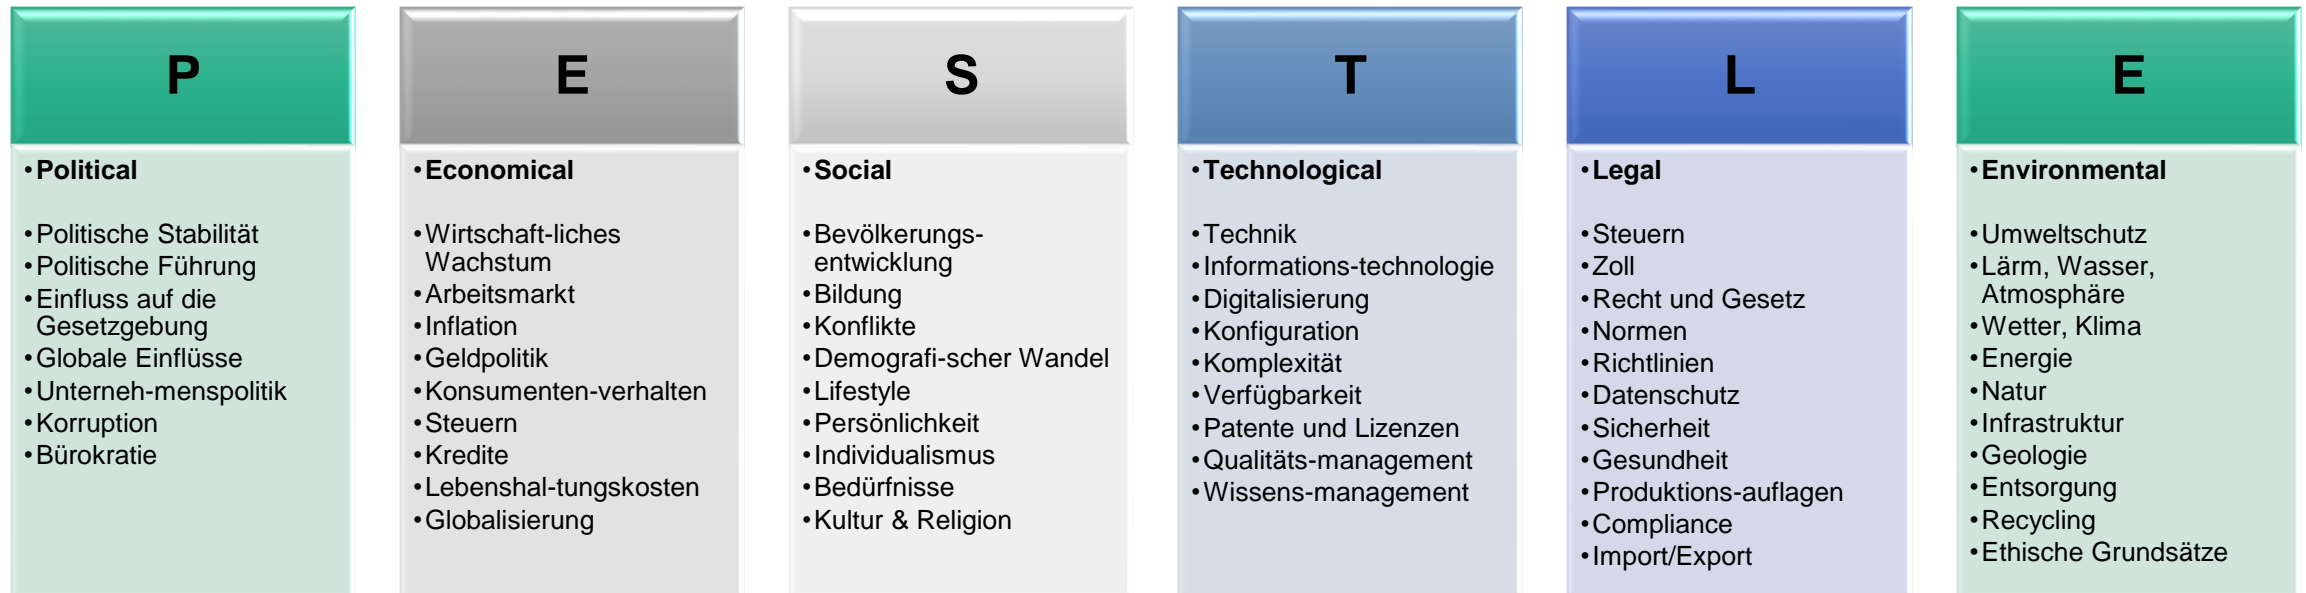 P
• Political
• Politische Stabilität
• Politische Führung
• Einfluss auf die
Gesetzgebung
• Globale Einflüsse
• Unterneh-menspolitik
• Korruption
• Bürokratie
E
• Economical
• Wirtschaft-liches
Wachstum
• Arbeitsmarkt
• Inflation
• Geldpolitik
• Konsumenten-verhalten
• Steuern
• Kredite
• Lebenshal-tungskosten
• Globalisierung
S
• Social
• Bevölkerungs-
entwicklung
• Bildung
• Konflikte
• Demografi-scher Wandel
• Lifestyle
• Persönlichkeit
• Individualismus
• Bedürfnisse
• Kultur & Religion
T
• Technological
• Technik
• Informations-technologie
• Digitalisierung
• Konfiguration
• Komplexität
• Verfügbarkeit
• Patente und Lizenzen
• Qualitäts-management
• Wissens-management
L
• Legal
• Steuern
• Zoll
• Recht und Gesetz
• Normen
• Richtlinien
• Datenschutz
• Sicherheit
• Gesundheit
• Produktions-auflagen
• Compliance
• Import/Export
E
• Environmental
• Umweltschutz
• Lärm, Wasser,
Atmosphäre
• Wetter, Klima
• Energie
• Natur
• Infrastruktur
• Geologie
• Entsorgung
• Recycling
• Ethische Grundsätze